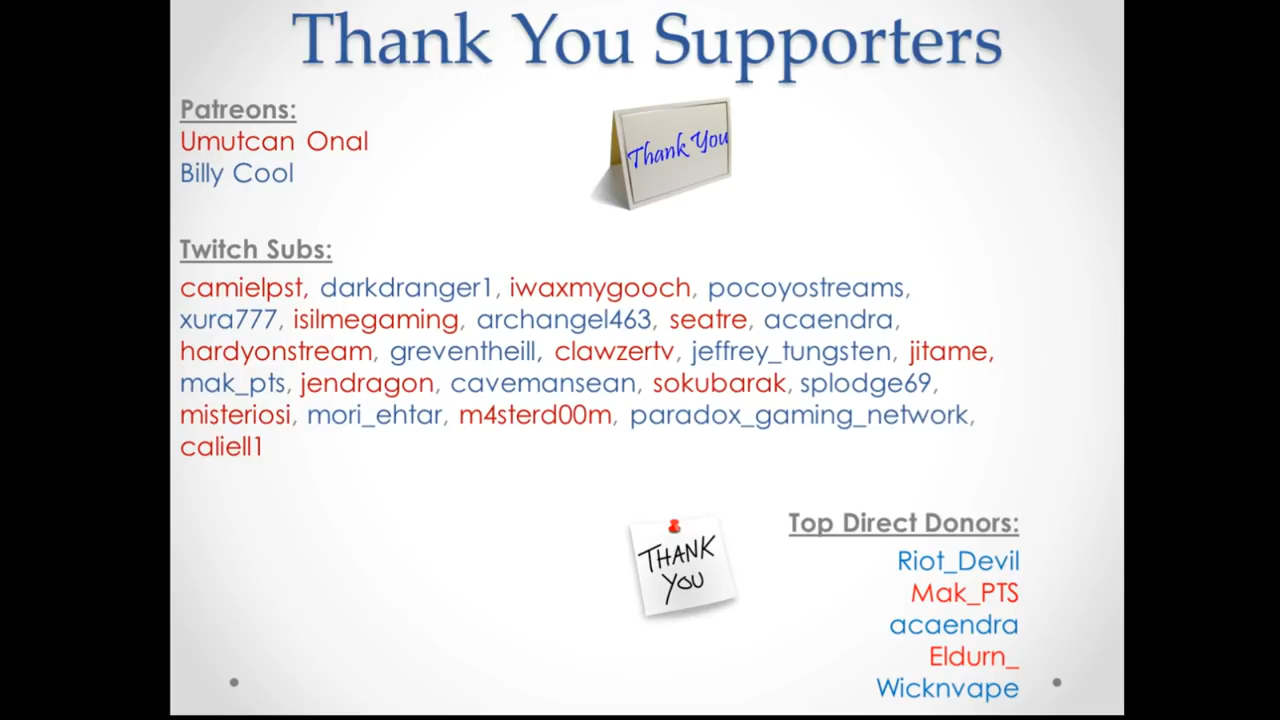 Thank You Supporters
Patreons:
Umutcan Onal
Billy Cool
Thank You
Twitch Subs:
camielpst, darkdranger1, iwaxmygooch, pocoyostreams,
xura777, isilmegaming, archangel463, seatre, acaendra,
hardyonstream, greventheill, clawzertv, jeffrey_tungsten, jitame,
mak_pts, jendragon, cavemansean, sokubarak, splodge69,
misteriosi, mori_ehtar, m4sterd00m, paradox_gaming_network,
caliell1
THANK
YOU
Top Direct Donors:
Riot_Devil
Mak_PTS
acaendra
Eldurn_
Wicknvape